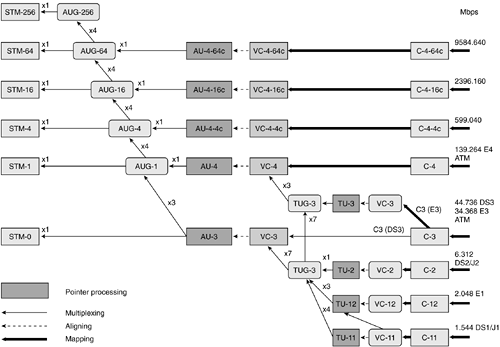 STM-256 x1 AUG-256 Mbps
x4
STM-64 x1 AUG-64 x1 AU-4-64c VC-4-64c C-4-64c 9584.640
x4
STM-16 x1 AUG-16 x1 AU-4-16c VC-4-16c C-4-16c 2396.160
x4
STM-4 x1 AUG-4 x1 AU-4-4c VC-4-4c C-4-4c 599.040
x4
STM-1 x1 AUG-1 x1 AU-4 VC-4 C-4 139.264 E4
ATM
x3 x3
TUG-3 TU-3 VC-3 C3 (E3) 44.736 DS3
34.368 E3
ATM
x7
STM-0 x1 AU-3 VC-3 C3 (DS3) C-3
x7
TUG-3 x1 TU-2 VC-2 C-2 6.312
DS2/J2
x3
TU-12 VC-12 C-12 2.048 E1
x4
TU-11 VC-11 C-11 1.544 DS1/J1
Pointer processing
Multiplexing
Aligning
Mapping